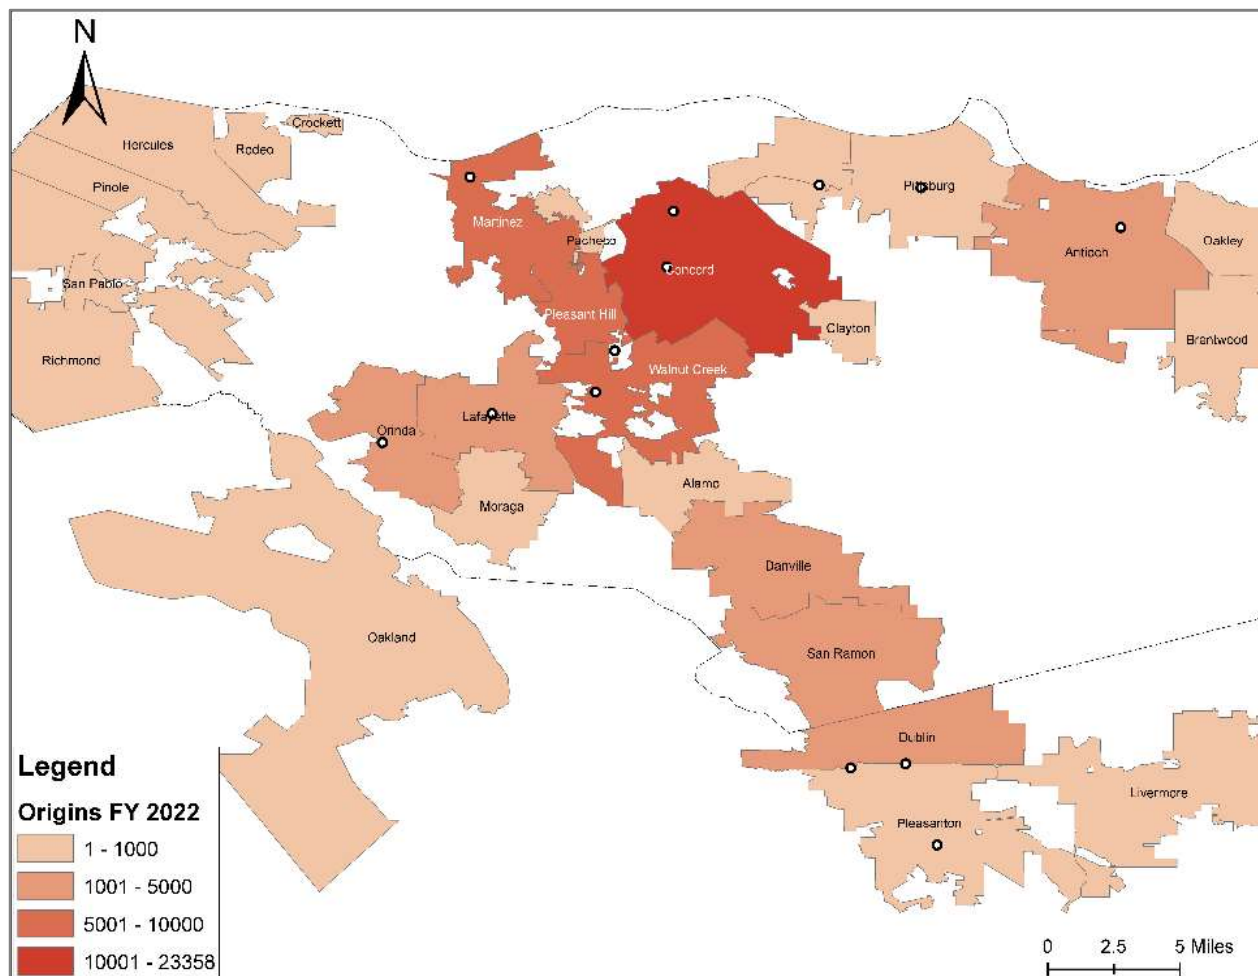 N
Crockett
Hercules
Rodeo
Pinole
Pittsburg
Martinez
Pacheco
Oakley
Antioch
Concord
San Pablo
Pleasant Hill
Clayton
Richmond
Brentwood
Walnut Creek
Lafayette
Orinda
Alamo
Moraga
Danville
Oakland
San Ramon
Dublin
Livermore
Pleasanton
Legend
Origins FY 2022
1 - 1000
1001 - 5000
5001 - 10000
10001 - 23358
0 2.5 5 Miles